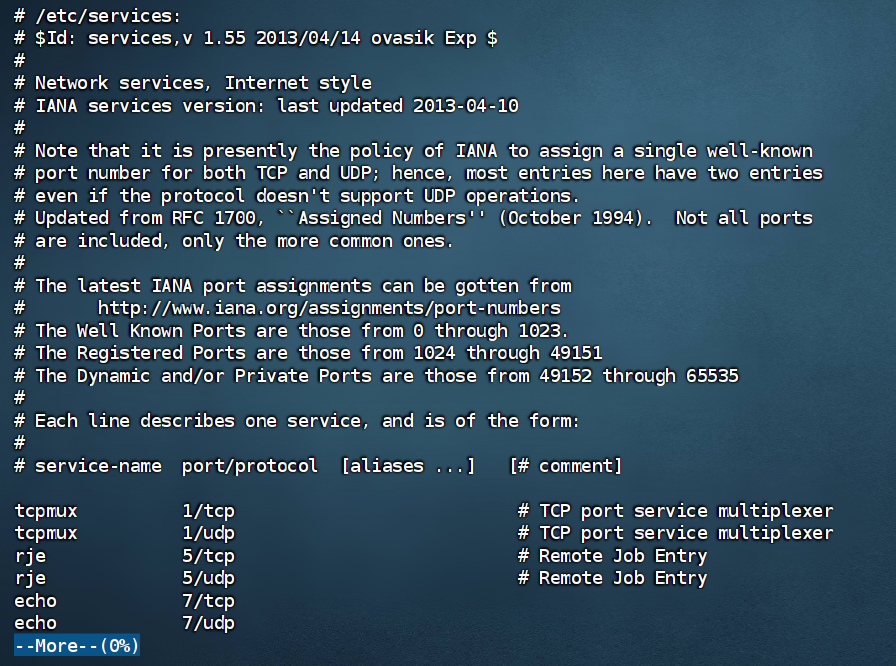 # /etc/services:
# $Id: services,v 1.55 2013/04/14 ovasik Exp $
#
# Network services, Internet style
# IANA services version: last updated 2013-04-10
#
# Note that it is presently the policy of IANA to assign a single well-known
# port number for both TCP and UDP; hence, most entries here have two entries
# even if the protocol doesn't support UDP operations.
# Updated from RFC 1700, ``Assigned Numbers'' (October 1994).  Not all ports
# are included, only the more common ones.
#
# The latest IANA port assignments can be gotten from
#       http://www.iana.org/assignments/port-numbers
# The Well Known Ports are those from 0 through 1023.
# The Registered Ports are those from 1024 through 49151
# The Dynamic and/or Private Ports are those from 49152 through 65535
#
# Each line describes one service, and is of the form:
#
# service-name  port/protocol  [aliases ...]   [# comment]

tcpmux          1/tcp                           # TCP port service multiplexer
tcpmux          1/udp                           # TCP port service multiplexer
rje             5/tcp                           # Remote Job Entry
rje             5/udp                           # Remote Job Entry
echo            7/tcp
echo            7/udp
--More--(0%)